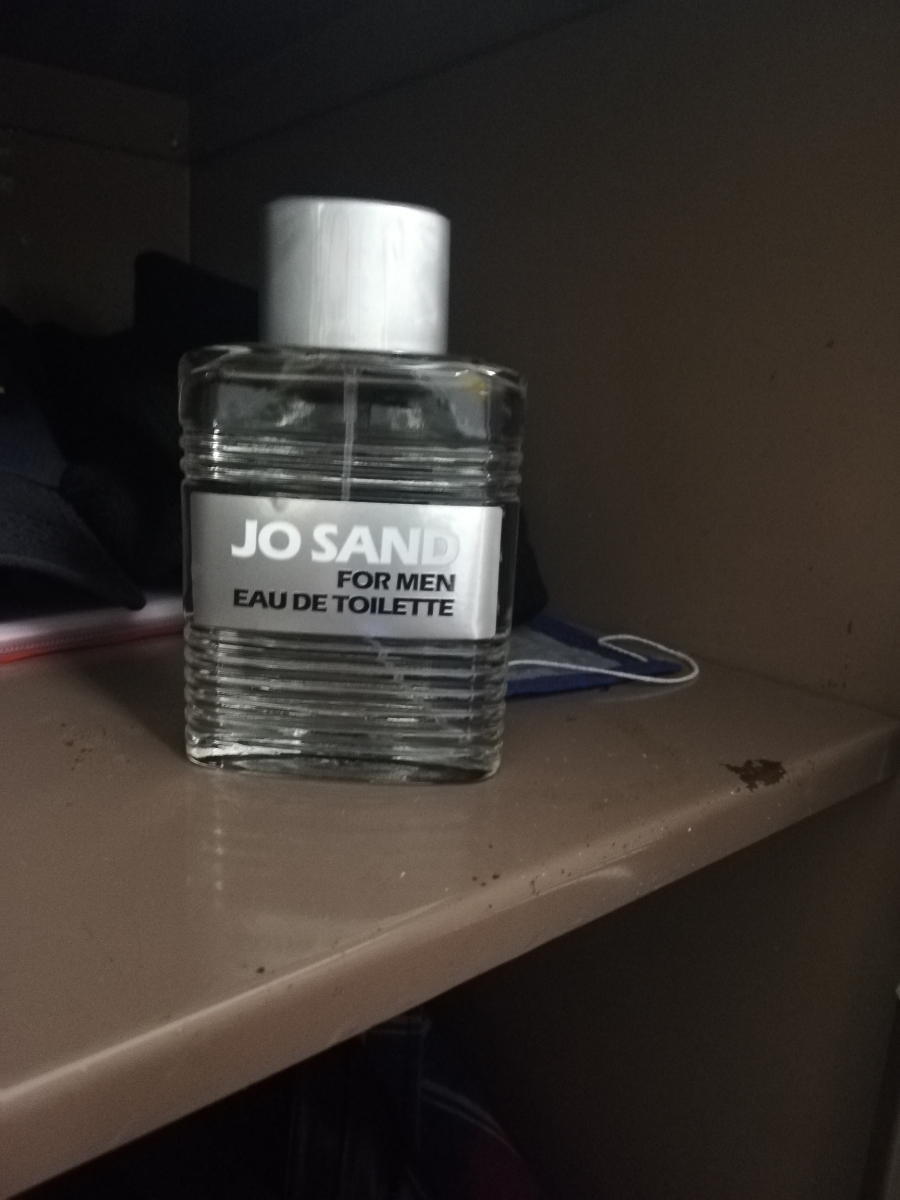 JO SAND
FOR MEN
EAU DE TOILETTE